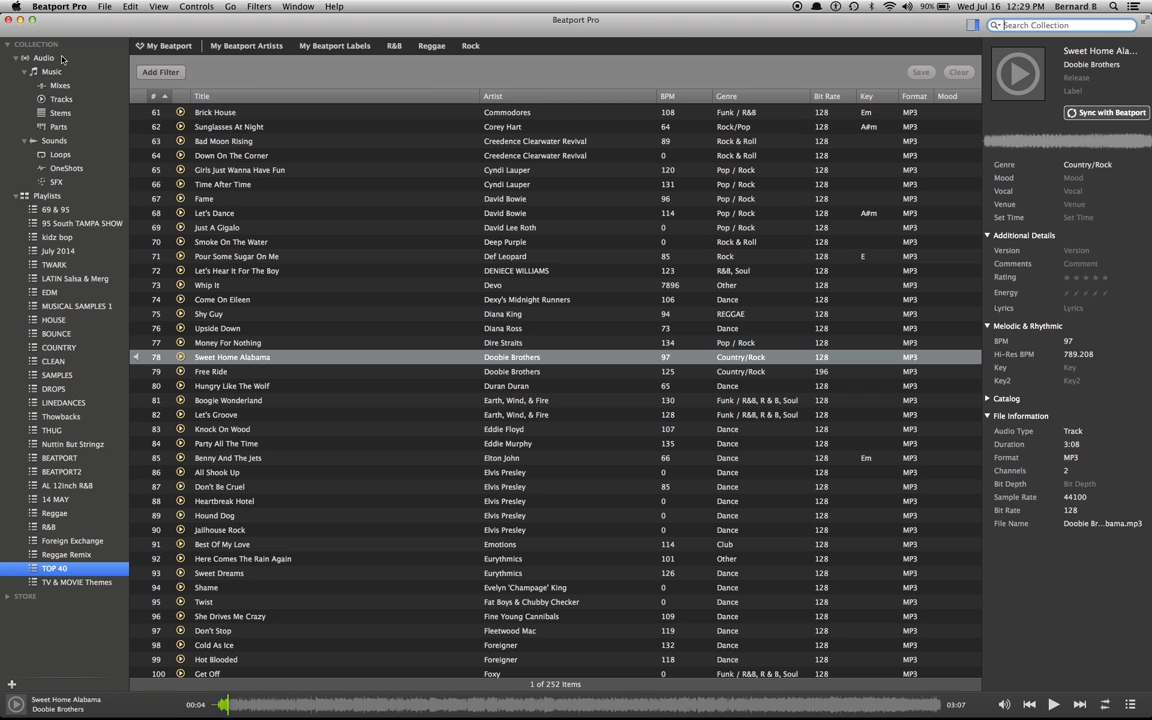 Beatport Pro File Edit View Controls Go Filters Window Help 90% Wed Jul 16 12:29 PM Bernard B
Beatport Pro
Search Collection
COLLECTION
Audio
Music
Mixes
Tracks
Stems
Parts
Sounds
Loops
OneShots
SFX
Playlists
69 & 95
95 South TAMPA SHOW
kidz bop
July 2014
TWARK
LATIN Salsa & Merg
EDM
MUSICAL SAMPLES 1
HOUSE
BOUNCE
COUNTRY
CLEAN
SAMPLES
DROPS
LINEDANCES
Throwbacks
THUG
Nuttin But Stringz
BEATPORT
BEATPORT2
AL 12inch R&B
14 MAY
Reggae
R&B
Foreign Exchange
Reggae Remix
TOP 40
TV & MOVIE Themes
STORE
My Beatport My Beatport Artists My Beatport Labels R&B Reggae Rock
Add Filter Save Clear
# Title Artist BPM Genre Bit Rate Key Format Mood
61 Brick House Commodores 108 Funk / R&B 128 Em MP3
62 Sunglasses At Night Corey Hart 64 Rock/Pop 128 A#m MP3
63 Bad Moon Rising Creedence Clearwater Revival 89 Rock & Roll 128 MP3
64 Down On The Corner Creedence Clearwater Revival 0 Rock & Roll 128 MP3
65 Girls Just Wanna Have Fun Cyndi Lauper 120 Pop / Rock 128 MP3
66 Time After Time Cyndi Lauper 131 Pop / Rock 128 MP3
67 Fame David Bowie 96 Pop / Rock 128 MP3
68 Let's Dance David Bowie 114 Pop / Rock 128 A#m MP3
69 Just A Gigalo David Lee Roth 0 Pop / Rock 128 MP3
70 Smoke On The Water Deep Purple 0 Rock & Roll 128 MP3
71 Pour Some Sugar On Me Def Leopard 85 Rock 128 E MP3
72 Let's Hear It For The Boy DENIECE WILLIAMS 123 R&B, Soul 128 MP3
73 Whip It Devo 7896 Other 128 MP3
74 Come On Eileen Dexy's Midnight Runners 106 Dance 128 MP3
75 Shy Guy Diana King 94 REGGAE 128 MP3
76 Upside Down Diana Ross 73 Dance 128 MP3
77 Money For Nothing Dire Straits 134 Pop / Rock 128 MP3
78 Sweet Home Alabama Doobie Brothers 97 Country/Rock 128 MP3
79 Free Ride Doobie Brothers 125 Country/Rock 196 MP3
80 Hungry Like The Wolf Duran Duran 65 Dance 128 MP3
81 Boogie Wonderland Earth, Wind, & Fire 130 Funk / R&B, R & B, Soul 128 MP3
82 Let's Groove Earth, Wind, & Fire 128 Funk / R&B, R & B, Soul 128 MP3
83 Knock On Wood Eddie Floyd 107 Dance 128 MP3
84 Party All The Time Eddie Murphy 135 Dance 128 MP3
85 Benny And The Jets Elton John 66 Dance 128 Em MP3
86 All Shook Up Elvis Presley 0 Dance 128 MP3
87 Don't Be Cruel Elvis Presley 85 Dance 128 MP3
88 Heartbreak Hotel Elvis Presley 0 Dance 128 MP3
89 Hound Dog Elvis Presley 0 Dance 128 MP3
90 Jailhouse Rock Elvis Presley 0 Dance 128 MP3
91 Best Of My Love Emotions 114 Club 128 MP3
92 Here Comes The Rain Again Eurythmics 101 Other 128 MP3
93 Sweet Dreams Eurythmics 126 Dance 128 MP3
94 Shame Evelyn 'Champage' King 0 Dance 128 MP3
95 Twist Fat Boys & Chubby Checker 0 Dance 128 MP3
96 She Drives Me Crazy Fine Young Cannibals 109 Dance 128 MP3
97 Don't Stop Fleetwood Mac 119 Dance 128 MP3
98 Cold As Ice Foreigner 132 Dance 128 MP3
99 Hot Blooded Foreigner 118 Dance 128 MP3
100 Get Off Foxy 0 Funk / R&B, R & B, Soul 128 MP3
1 of 252 Items
Sweet Home Ala...
Doobie Brothers
Release
Label
Sync with Beatport
Genre Country/Rock
Mood Mood
Vocal Vocal
Venue Venue
Set Time Set Time
Additional Details
Version Version
Comments Comment
Rating
Energy
Lyrics Lyrics
Melodic & Rhythmic
BPM 97
Hi-Res BPM 789.208
Key Key
Key2 Key2
Catalog
File Information
Audio Type Track
Duration 3:08
Format MP3
Channels 2
Bit Depth Bit Depth
Sample Rate 44100
Bit Rate 128
File Name Doobie Br...bama.mp3
Sweet Home Alabama
Doobie Brothers
00:04 03:07